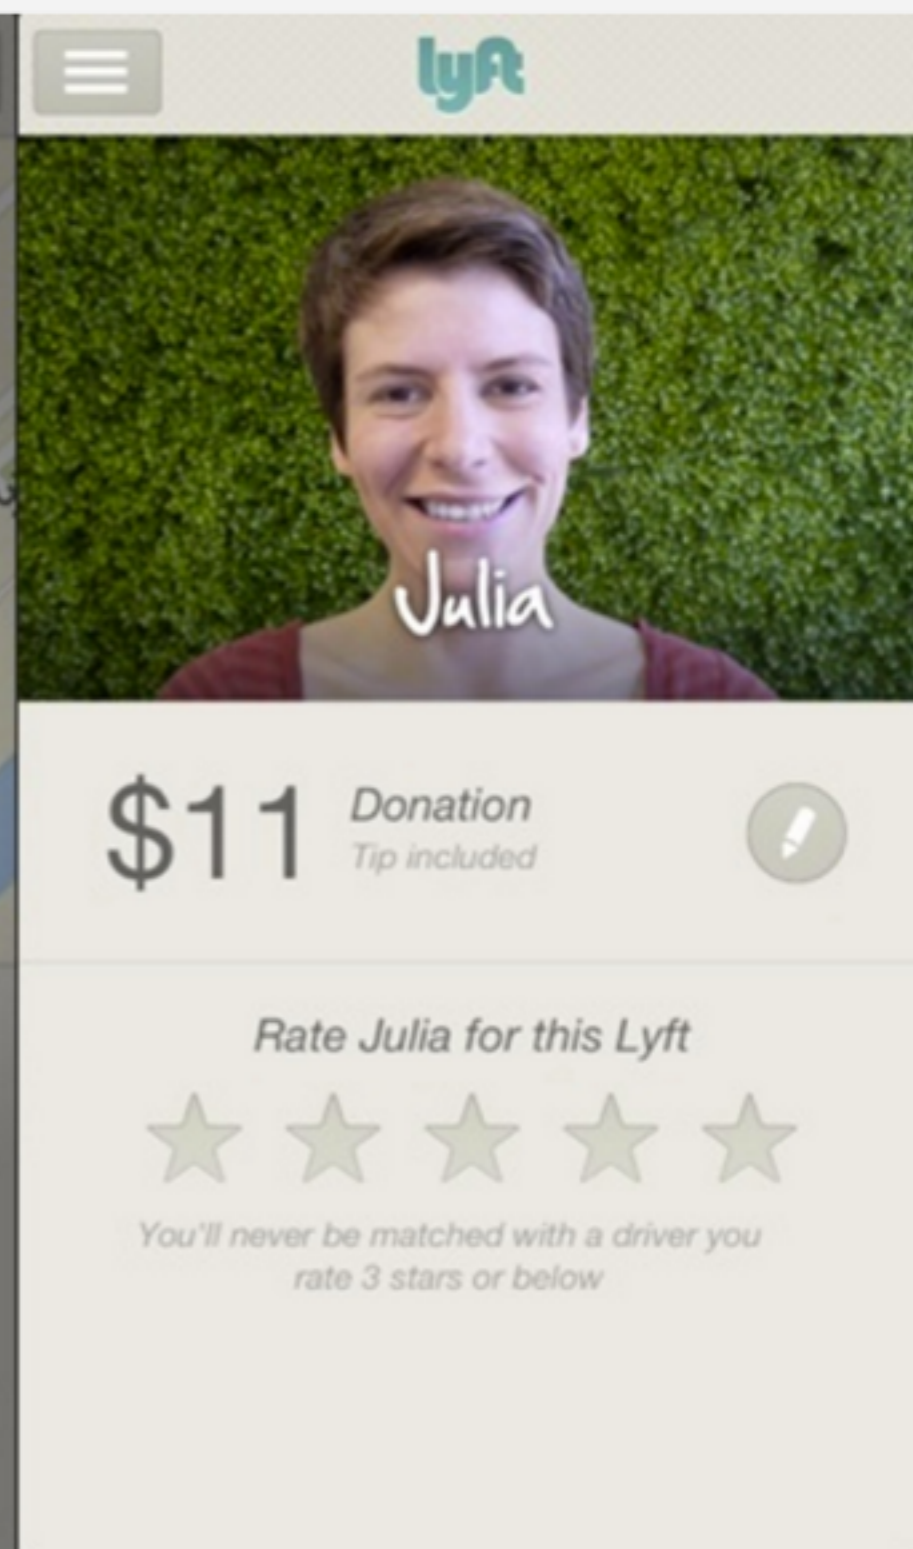 lyft
Julia
$11
Donation
Tip included
Rate Julia for this Lyft
You'll never be matched with a driver you
rate 3 stars or below